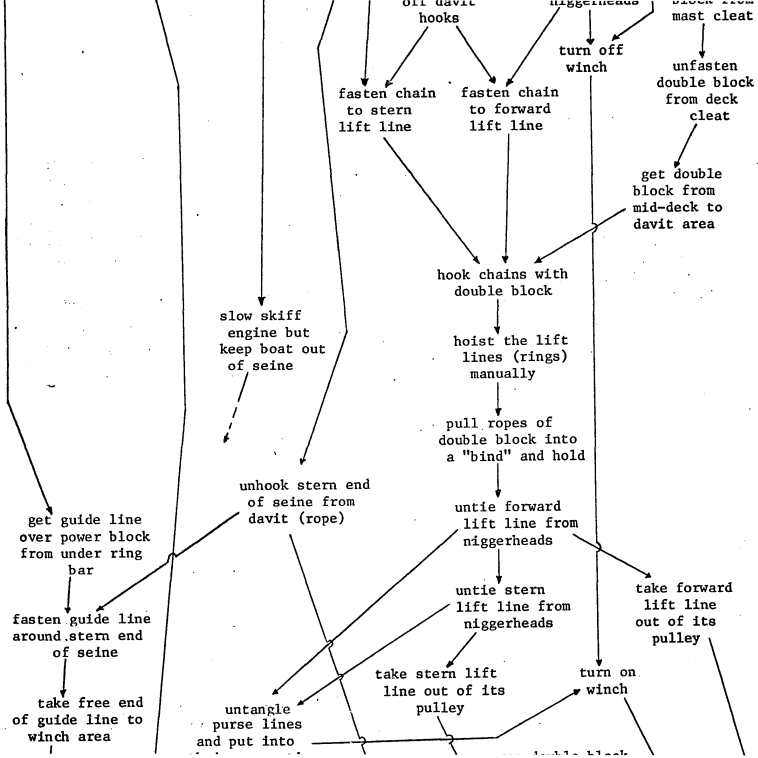 off davit
hooks
niggerheads
block from
mast cleat
turn off
winch
unfasten
double block
from deck
cleat
fasten chain
to stern
lift line
fasten chain
to forward
lift line
get double
block from
mid-deck to
davit area
hook chains with
double block
slow skiff
engine but
keep boat out
of seine
hoist the lift
lines (rings)
manually
pull ropes of
double block into
a "bind" and hold
unhook stern end
of seine from
davit (rope)
untie forward
lift line from
niggerheads
get guide line
over power block
from under ring
bar
untie stern
lift line from
niggerheads
take forward
lift line
out of its
pulley
fasten guide line
around stern end
of seine
take stern lift
line out of its
pulley
turn on
winch
take free end
of guide line to
winch area
untangle
purse lines
and put into
double block